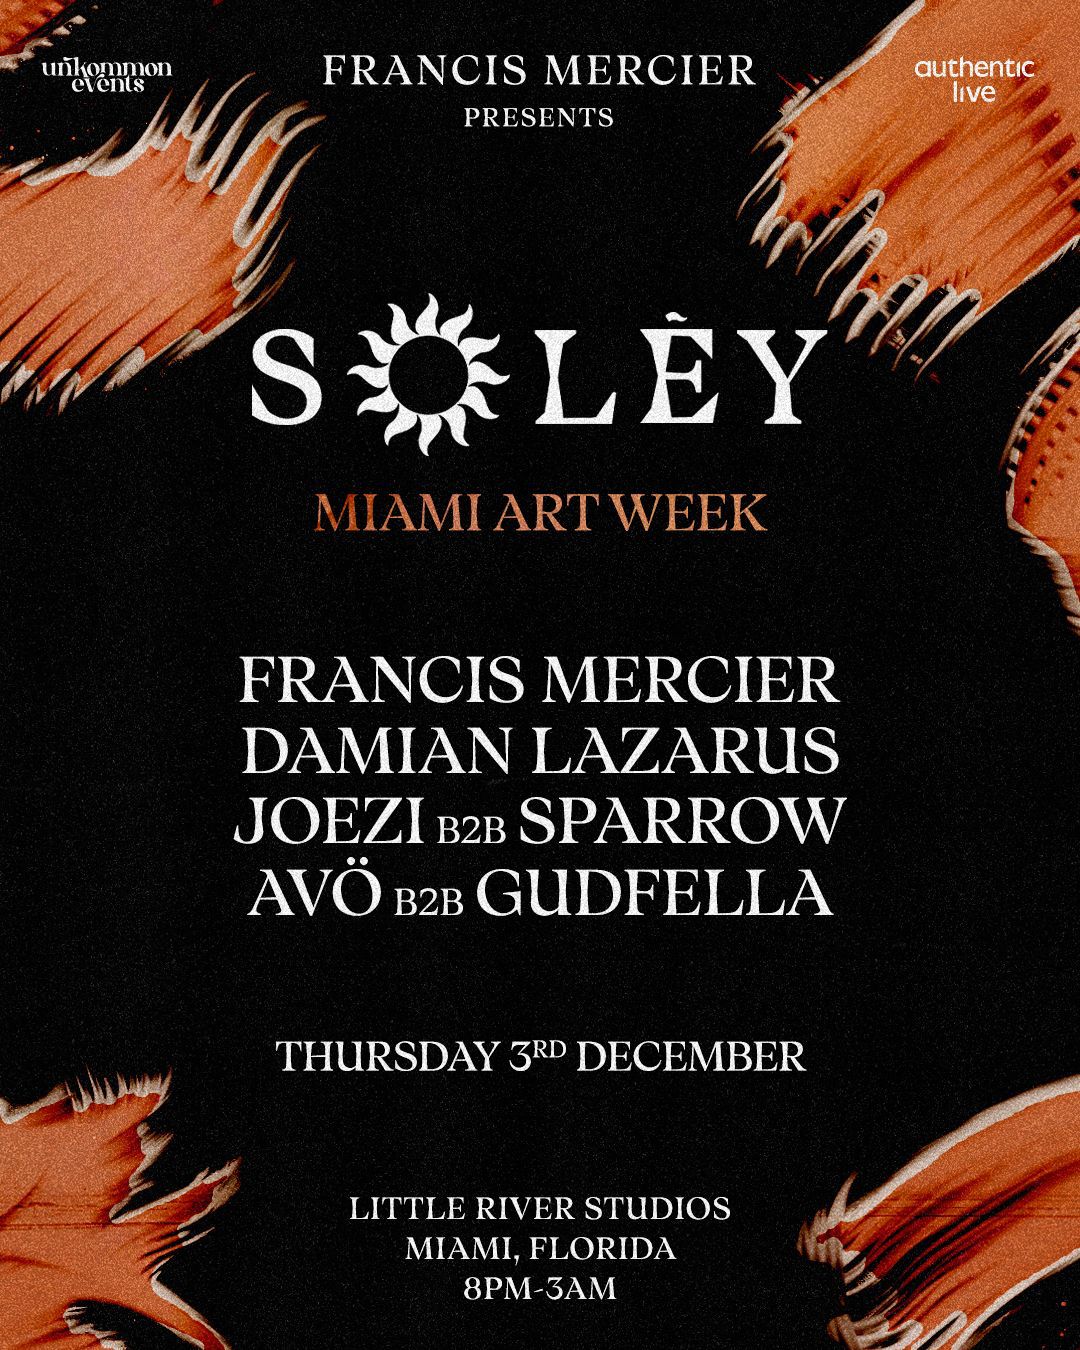 unkommon
events
FRANCIS MERCIER
PRESENTS
authentic
live
SOLẼY
MIAMI ART WEEK
FRANCIS MERCIER
DAMIAN LAZARUS
JOEZI B2B SPARROW
AVÖ B2B GUDFELLA
THURSDAY 3RD DECEMBER
LITTLE RIVER STUDIOS
MIAMI, FLORIDA
8PM-3AM